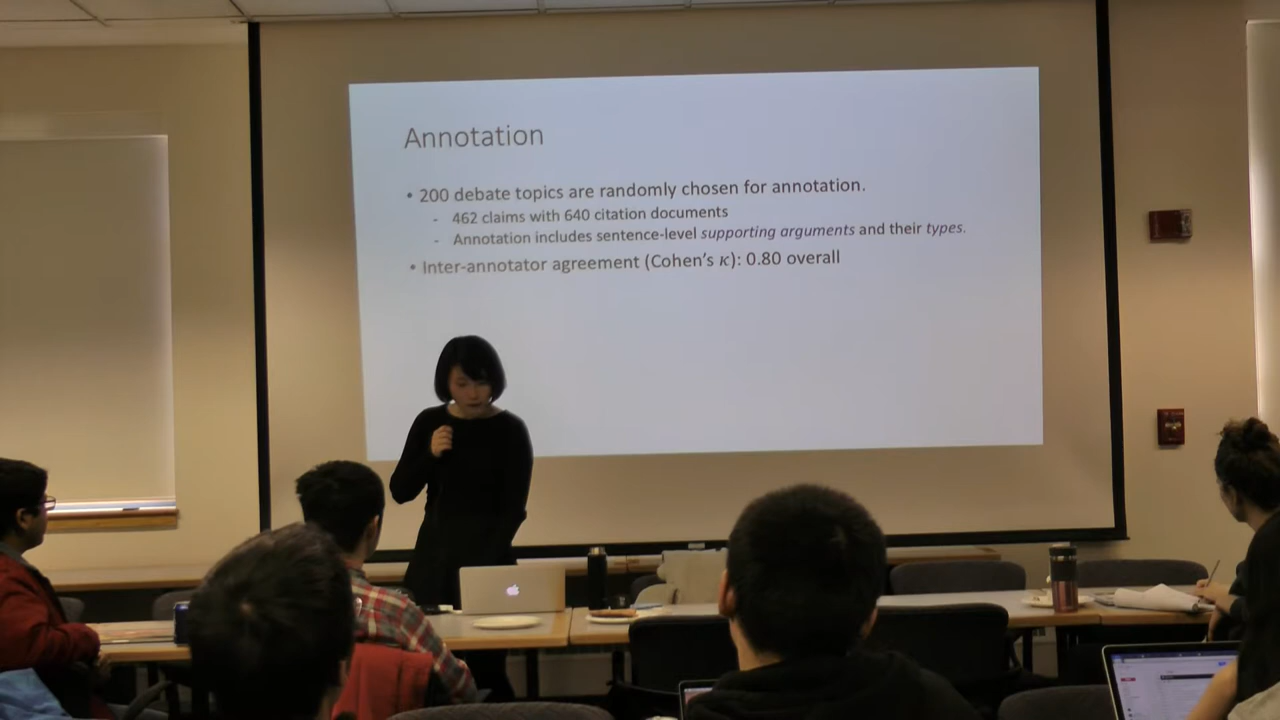 Annotation
• 200 debate topics are randomly chosen for annotation.
- 462 claims with 640 citation documents
- Annotation includes sentence-level supporting arguments and their types.
• Inter-annotator agreement (Cohen's κ): 0.80 overall